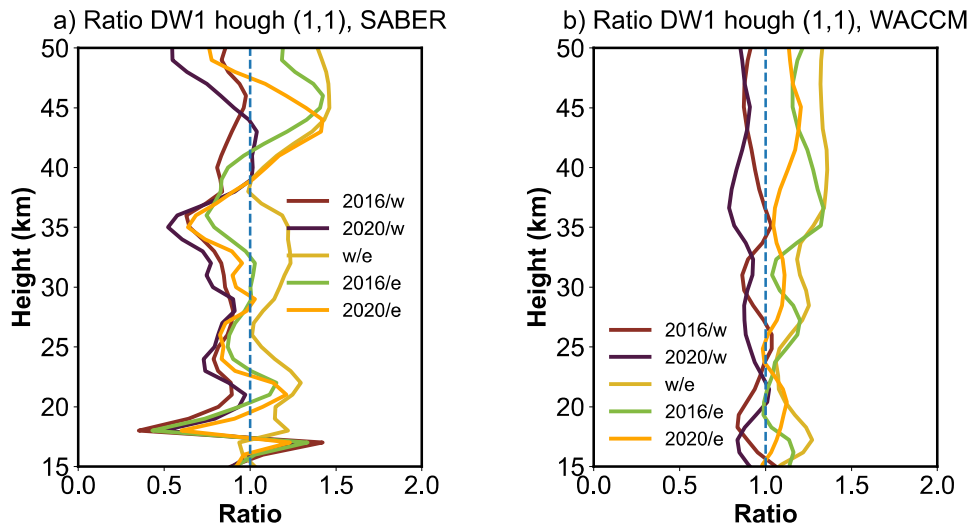 a) Ratio DW1 hough (1,1), SABER
50
45
40
35
30
25
20
15
Height (km)
2016/w
2020/w
w/e
2016/e
2020/e
0.0
0.5
1.0
1.5
2.0
Ratio
b) Ratio DW1 hough (1,1), WACCM
50
45
40
35
30
25
20
15
Height (km)
2016/w
2020/w
w/e
2016/e
2020/e
0.0
0.5
1.0
1.5
2.0
Ratio